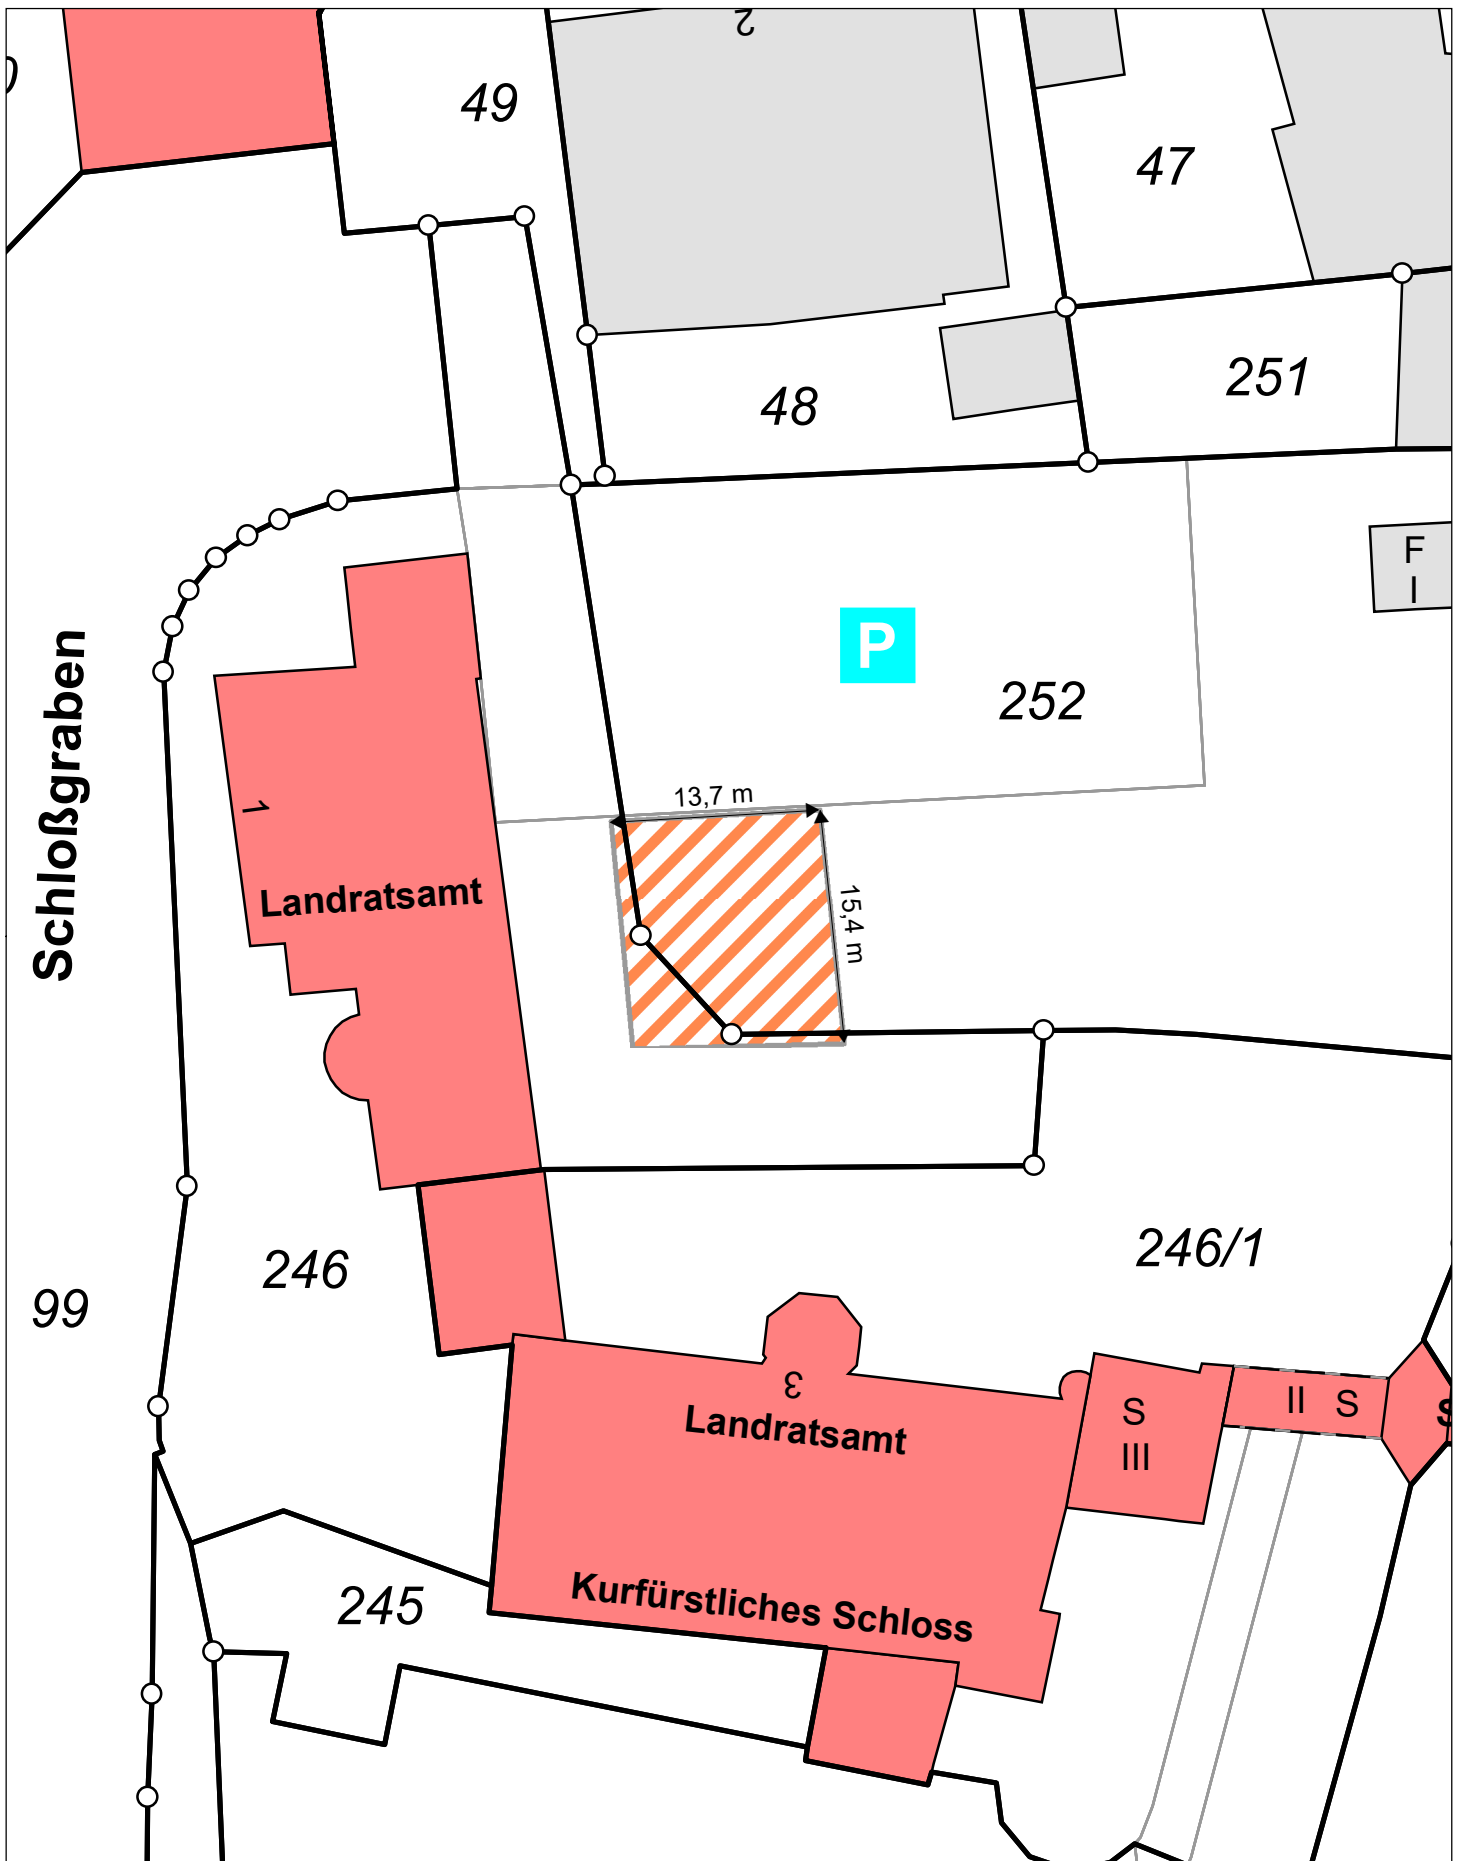 2
49
47
251
48
F
I
P
252
Schloßgraben
13,7 m
1
Landratsamt
15,4 m
246
246/1
99
3
Landratsamt
S
III
II S
S
Kurfürstliches Schloss
245